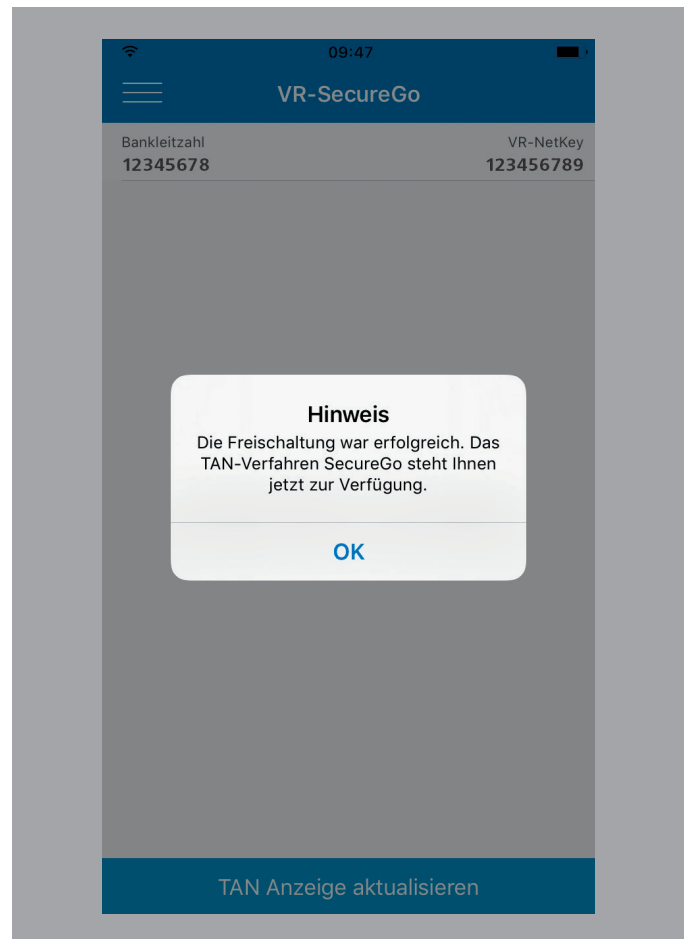 09:47
VR-SecureGo
Bankleitzahl VR-NetKey
12345678 123456789
Hinweis
Die Freischaltung war erfolgreich. Das
TAN-Verfahren SecureGo steht Ihnen
jetzt zur Verfügung.
OK
TAN Anzeige aktualisieren